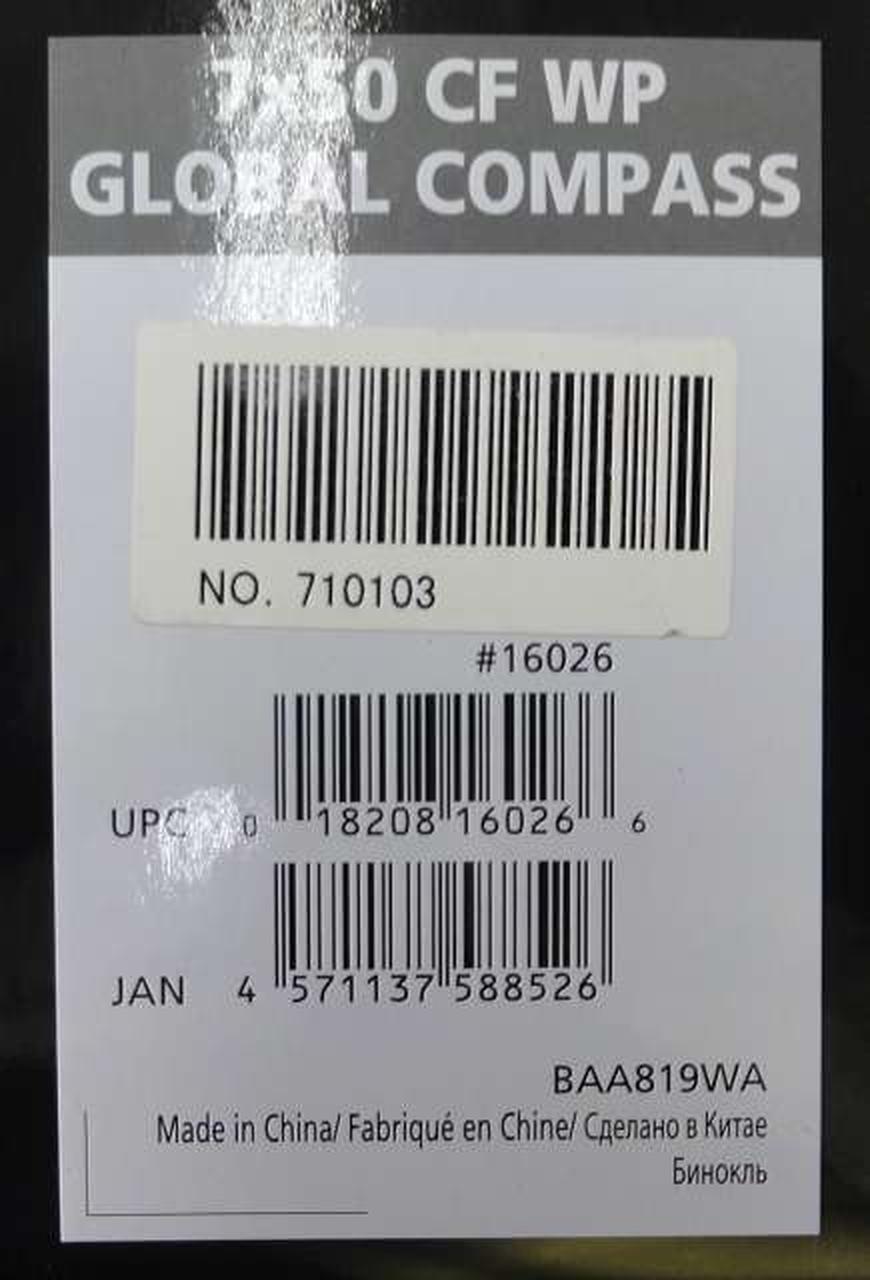 7x50 CF WP
GLOBAL COMPASS
NO. 710103
#16026
UPC 0 18208 16026 6
JAN 4 571137 588526
BAA819WA
Made in China/ Fabriqué en Chine/ Сделано в Китае
Бинокль